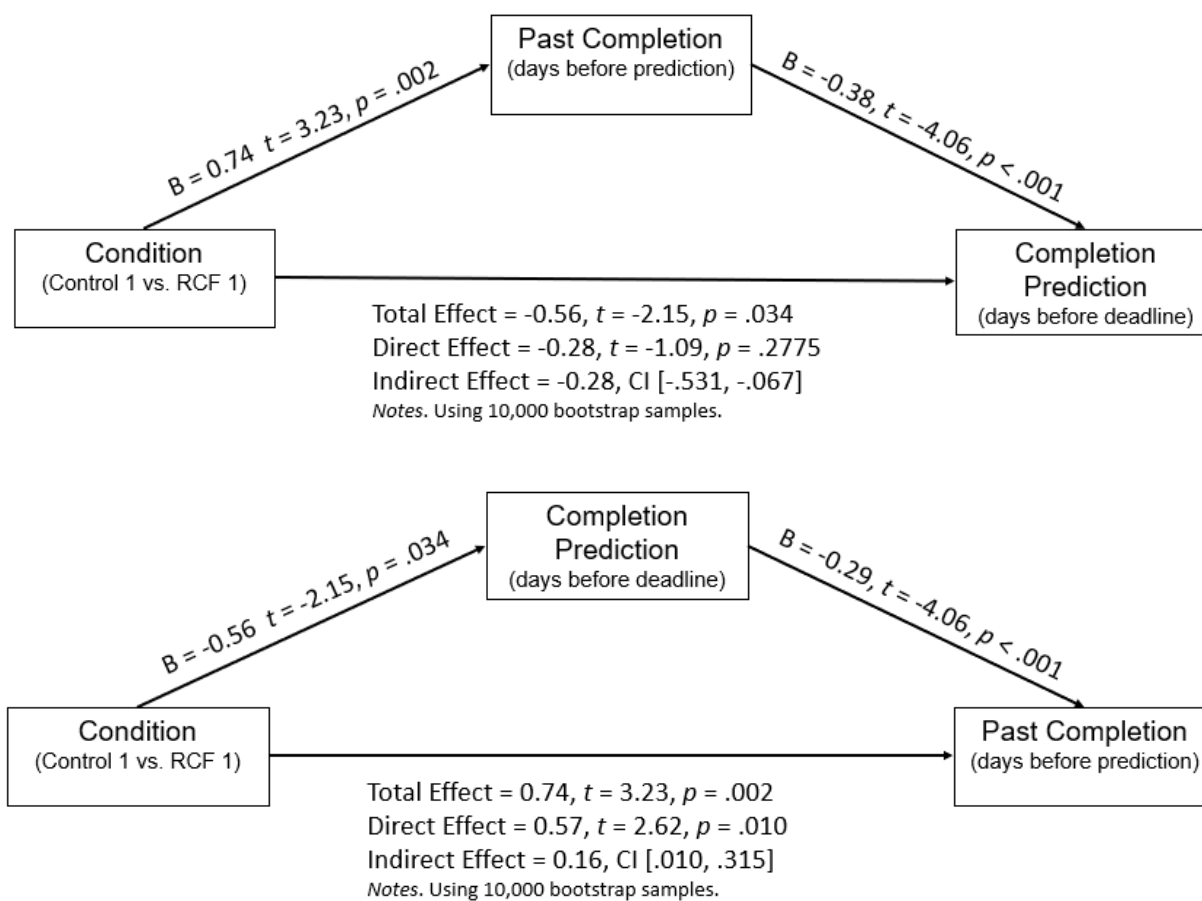 Past Completion
(days before prediction)
B = 0.74  t = 3.23, p = .002
B = -0.38, t = -4.06, p < .001
Condition
(Control 1 vs. RCF 1)
Completion
Prediction
(days before deadline)
Total Effect = -0.56, t = -2.15, p = .034
Direct Effect = -0.28, t = -1.09, p = .2775
Indirect Effect = -0.28, CI [-.531, -.067]
Notes. Using 10,000 bootstrap samples.
Completion
Prediction
(days before deadline)
B = -0.56  t = -2.15, p = .034
B = -0.29, t = -4.06, p < .001
Condition
(Control 1 vs. RCF 1)
Past Completion
(days before prediction)
Total Effect = 0.74, t = 3.23, p = .002
Direct Effect = 0.57, t = 2.62, p = .010
Indirect Effect = 0.16, CI [.010, .315]
Notes. Using 10,000 bootstrap samples.